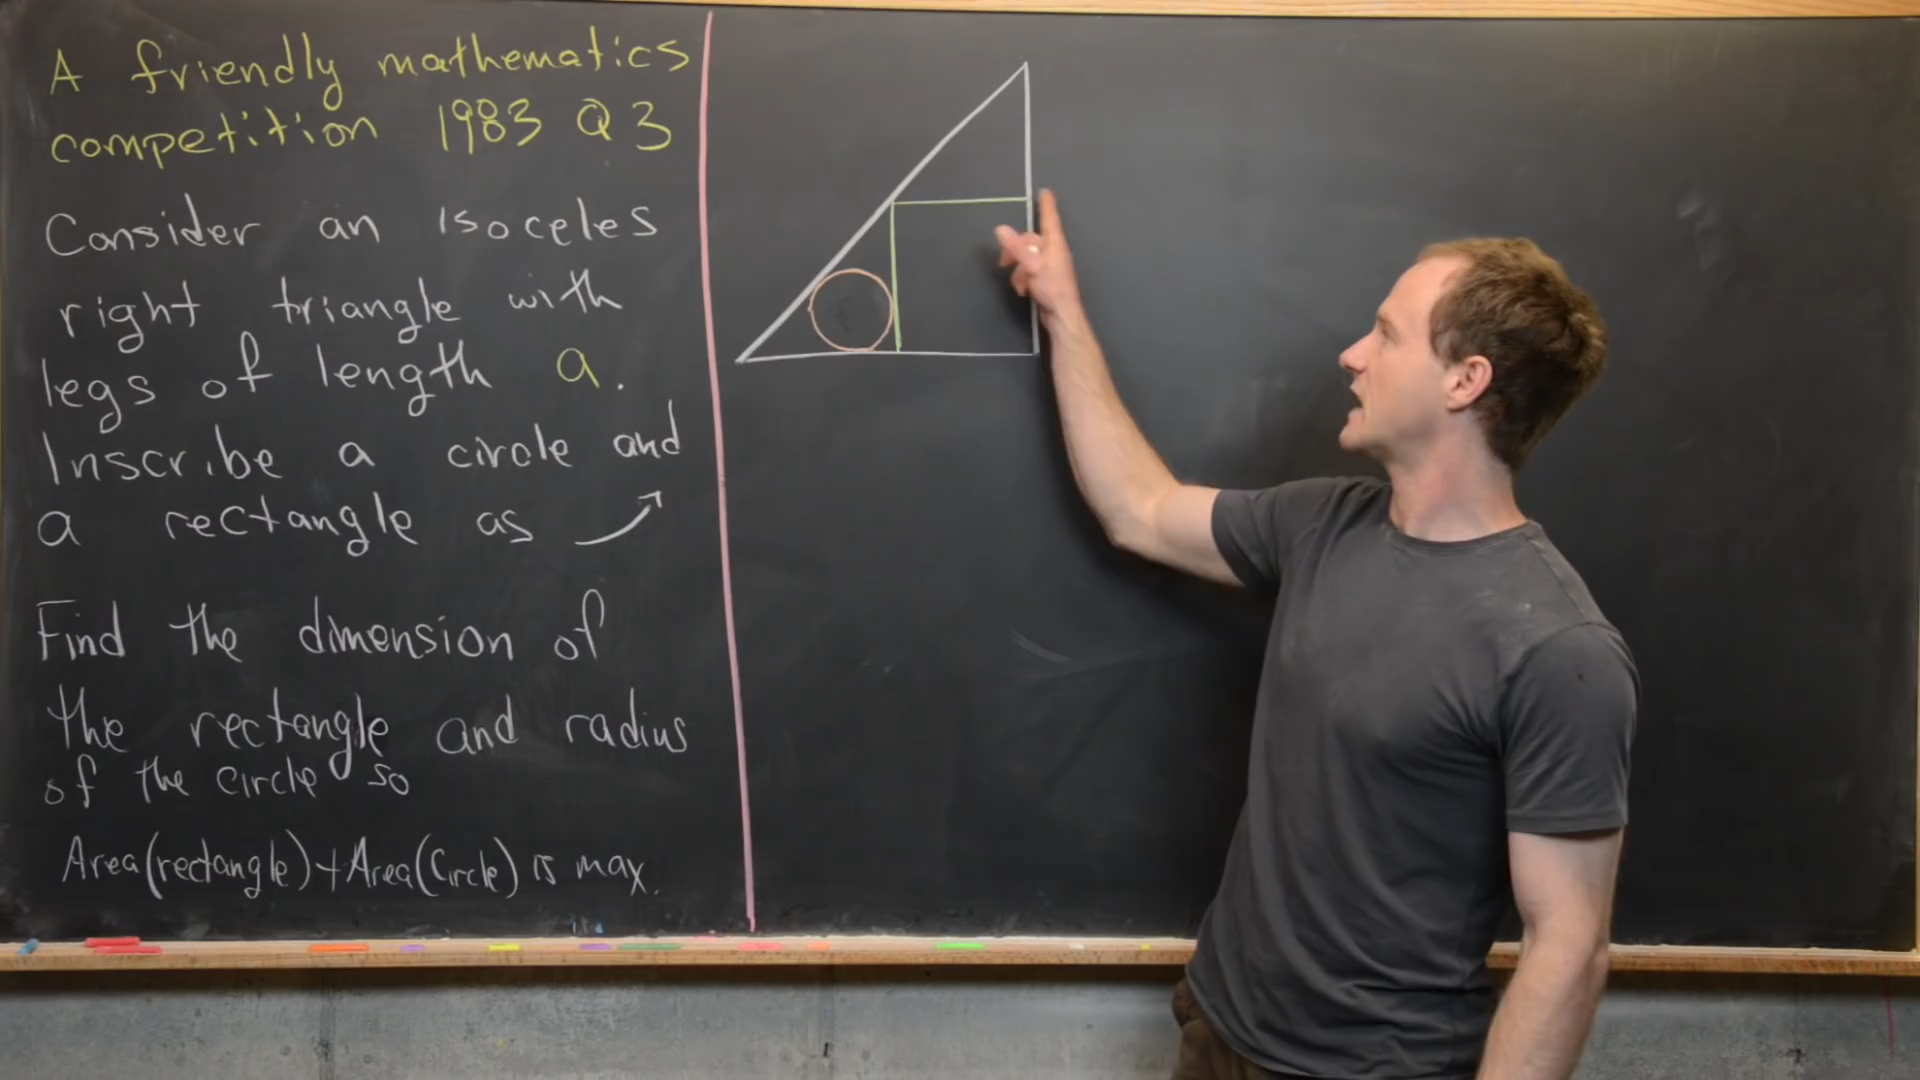 A friendly mathematics
competition 1983 Q3
Consider an isoceles
right triangle with
legs of length a.
Inscribe a circle and
a rectangle as
Find the dimension of
the rectangle and radius
of the circle so
Area(rectangle)+Area(Circle) is max.